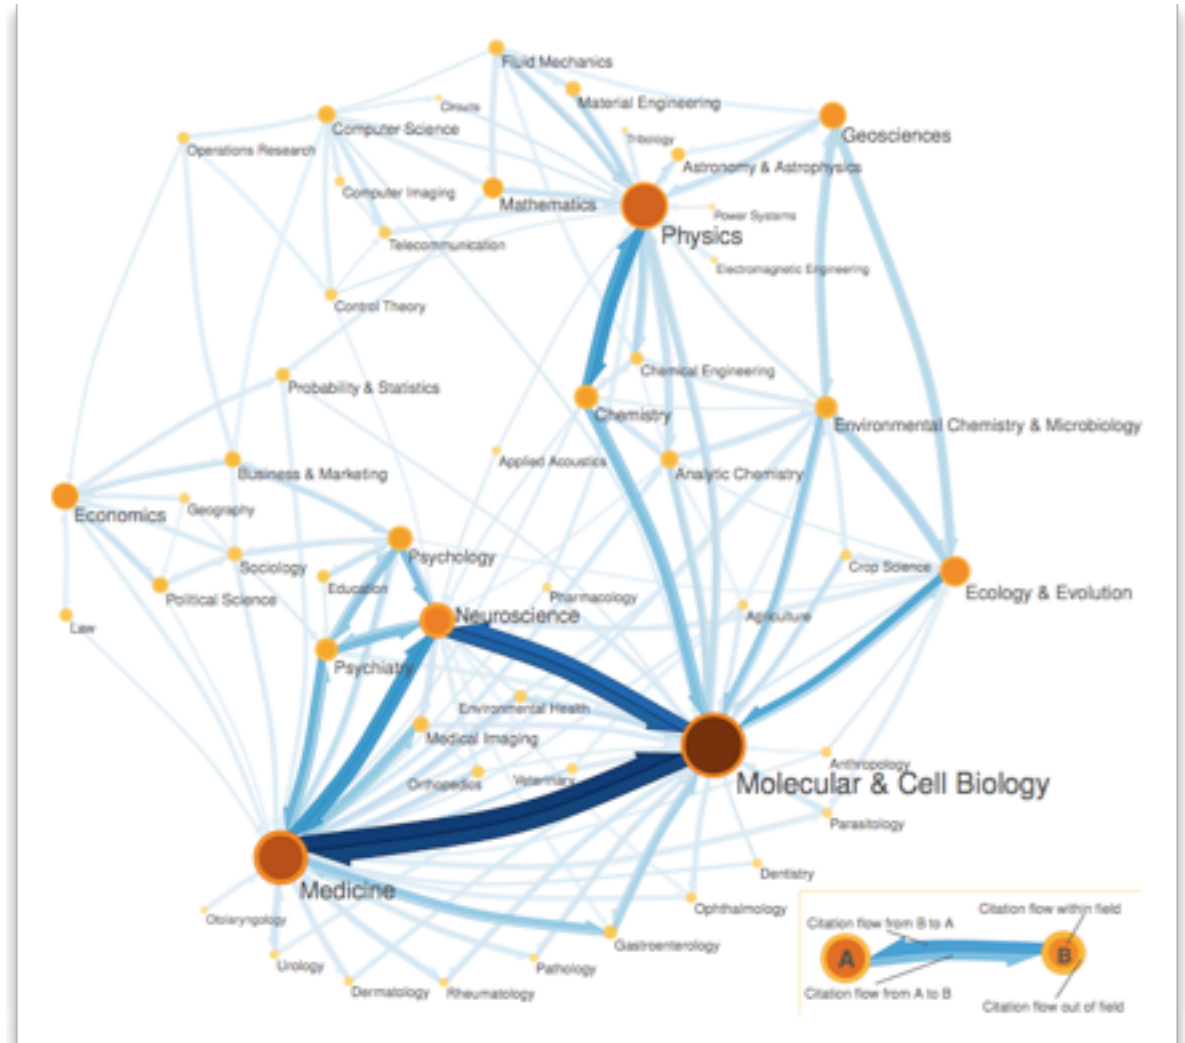 Fluid Mechanics
Material Engineering
Circuits
Computer Science
Tribology
Geosciences
Operations Research
Astronomy & Astrophysics
Computer Imaging
Mathematics
Power Systems
Physics
Telecommunication
Electromagnetic Engineering
Control Theory
Chemical Engineering
Probability & Statistics
Chemistry
Environmental Chemistry & Microbiology
Applied Acoustics
Analytic Chemistry
Business & Marketing
Geography
Economics
Psychology
Sociology
Crop Science
Education
Ecology & Evolution
Political Science
Pharmacology
Neuroscience
Agriculture
Law
Psychiatry
Environmental Health
Medical Imaging
Anthropology
Orthopedics
Veterinary
Molecular & Cell Biology
Parasitology
Dentistry
Medicine
Ophthalmology
Otolaryngology
Gastroenterology
Urology
Pathology
Dermatology
Rheumatology
Citation flow from B to A
Citation flow within field
A
B
Citation flow from A to B
Citation flow out of field